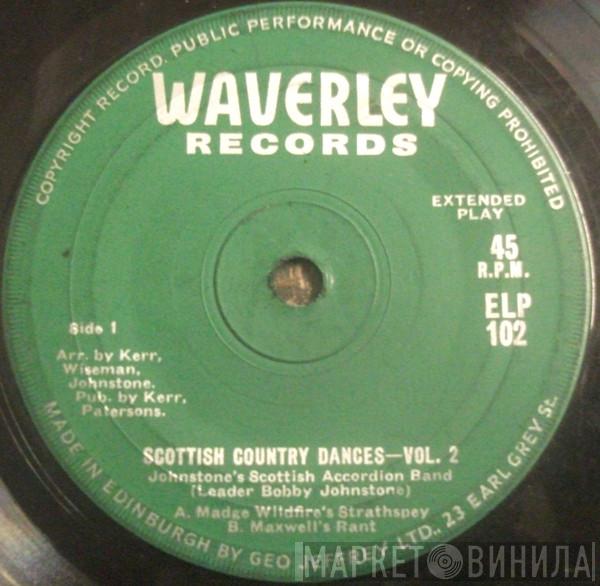 COPYRIGHT RECORD. PUBLIC PERFORMANCE OR COPYING PROHIBITED
WAVERLEY
RECORDS
EXTENDED
PLAY
45
R.P.M.
ELP
102
Side 1
Arr. by Kerr,
Wiseman,
Johnstone.
Pub. by Kerr,
Patersons.
SCOTTISH COUNTRY DANCES—VOL. 2
Johnstone's Scottish Accordion Band
(Leader Bobby Johnstone)
A. Madge Wildfire's Strathspey
B. Maxwell's Rant
MADE IN EDINBURGH BY GEO JEFFREY LTD., 23 EARL GREY St.
МАРКЕТ ВИНИЛА